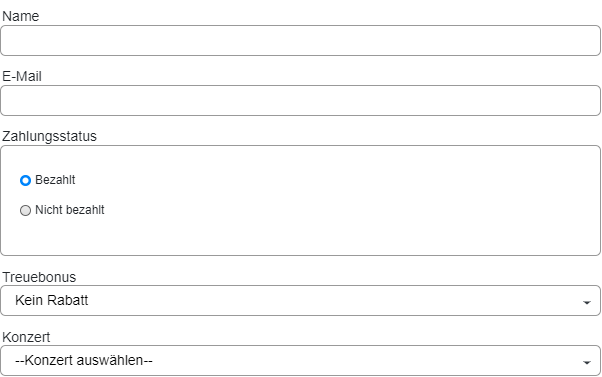 Name
E-Mail
Zahlungsstatus
Bezahlt
Nicht bezahlt
Treuebonus
Kein Rabatt
Konzert
--Konzert auswählen--